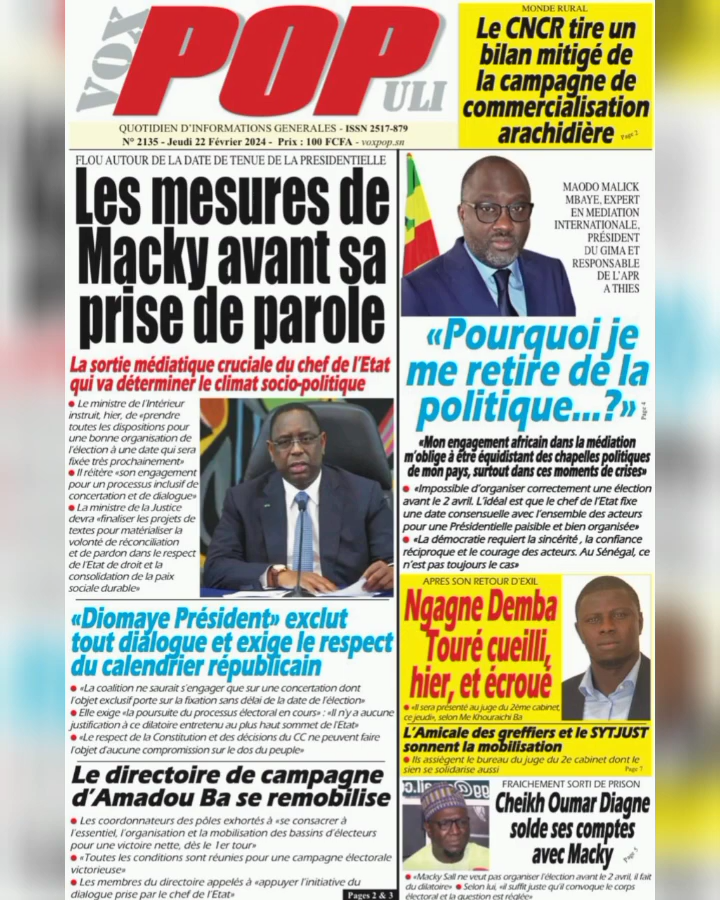 VOX POPULI
QUOTIDIEN D'INFORMATIONS GENERALES - ISSN 2517-879
N° 2135 - Jeudi 22 Février 2024 - Prix : 100 FCFA - voxpop.sn
MONDE RURAL
Le CNCR tire un
bilan mitigé de
la campagne de
commercialisation
arachidière
Page 2
FLOU AUTOUR DE LA DATE DE TENUE DE LA PRESIDENTIELLE
Les mesures de
Macky avant sa
prise de parole
La sortie médiatique cruciale du chef de l'Etat
qui va déterminer le climat socio-politique
• Le ministre de l'Intérieur
instruit, hier, de «prendre
toutes les dispositions pour
une bonne organisation de
l'élection à une date qui sera
fixée très prochainement»
• Il réitère «son engagement
pour un processus inclusif de
concertation et de dialogue»
• La ministre de la Justice
devra «finaliser les projets de
textes pour matérialiser la
volonté de réconciliation
et de pardon dans le respect
de l'Etat de droit et la
consolidation de la paix
sociale durable»
«Diomaye Président» exclut
tout dialogue et exige le respect
du calendrier républicain
• «La coalition ne saurait s'engager que sur une concertation dont
l'objet exclusif porte sur la fixation sans délai de la date de l'élection»
• Elle exige «la poursuite du processus électoral en cours» : «Il n'y a aucune
justification à ce dilatoire entretenu au plus haut sommet de l'Etat»
• «Le respect de la Constitution et des décisions du CC ne peuvent faire
l'objet d'aucune compromission sur le dos du peuple»
Le directoire de campagne
d'Amadou Ba se remobilise
• Les coordonnateurs des pôles exhortés à «se consacrer à
l'essentiel, l'organisation et la mobilisation des bassins d'électeurs
pour une victoire nette, dès le 1er tour»
• «Toutes les conditions sont réunies pour une campagne électorale
victorieuse»
• Les membres du directoire appelés à «appuyer l'initiative du
dialogue prise par le chef de l'Etat»
Pages 2 & 3
MAODO MALICK
MBAYE, EXPERT
EN MEDIATION
INTERNATIONALE,
PRÉSIDENT
DU GIMA ET
RESPONSABLE
DE L'APR
A THIES
«Pourquoi je
me retire de la
politique...?»
Page 4
«Mon engagement africain dans la médiation
m'oblige à être équidistant des chapelles politiques
de mon pays, surtout dans ces moments de crises»
• «Impossible d'organiser correctement une élection
avant le 2 avril. L'idéal est que le chef de l'Etat fixe
une date consensuelle avec l'ensemble des acteurs
pour une Présidentielle paisible et bien organisée»
• «La démocratie requiert la sincérité , la confiance
réciproque et le courage des acteurs. Au Sénégal, ce
n'est pas toujours le cas»
APRES SON RETOUR D'EXIL
Ngagne Demba
Touré cueilli,
hier, et écroué
• «Il sera présenté au juge du 2ème cabinet,
ce jeudi», selon Me Khouraichi Ba
L'Amicale des greffiers et le SYTJUST
sonnent la mobilisation
• Ils assiègent le bureau du juge du 2e cabinet dont le
sien se solidarise aussi
Page 5
FRAICHEMENT SORTI DE PRISON
Cheikh Oumar Diagne
solde ses comptes
avec Macky
Page 5
• «Macky Sall ne veut pas organiser l'élection avant le 2 avril, il fait
du dilatoire» • Selon lui, «il suffit juste qu'il convoque le corps
électoral et la question est réglée»